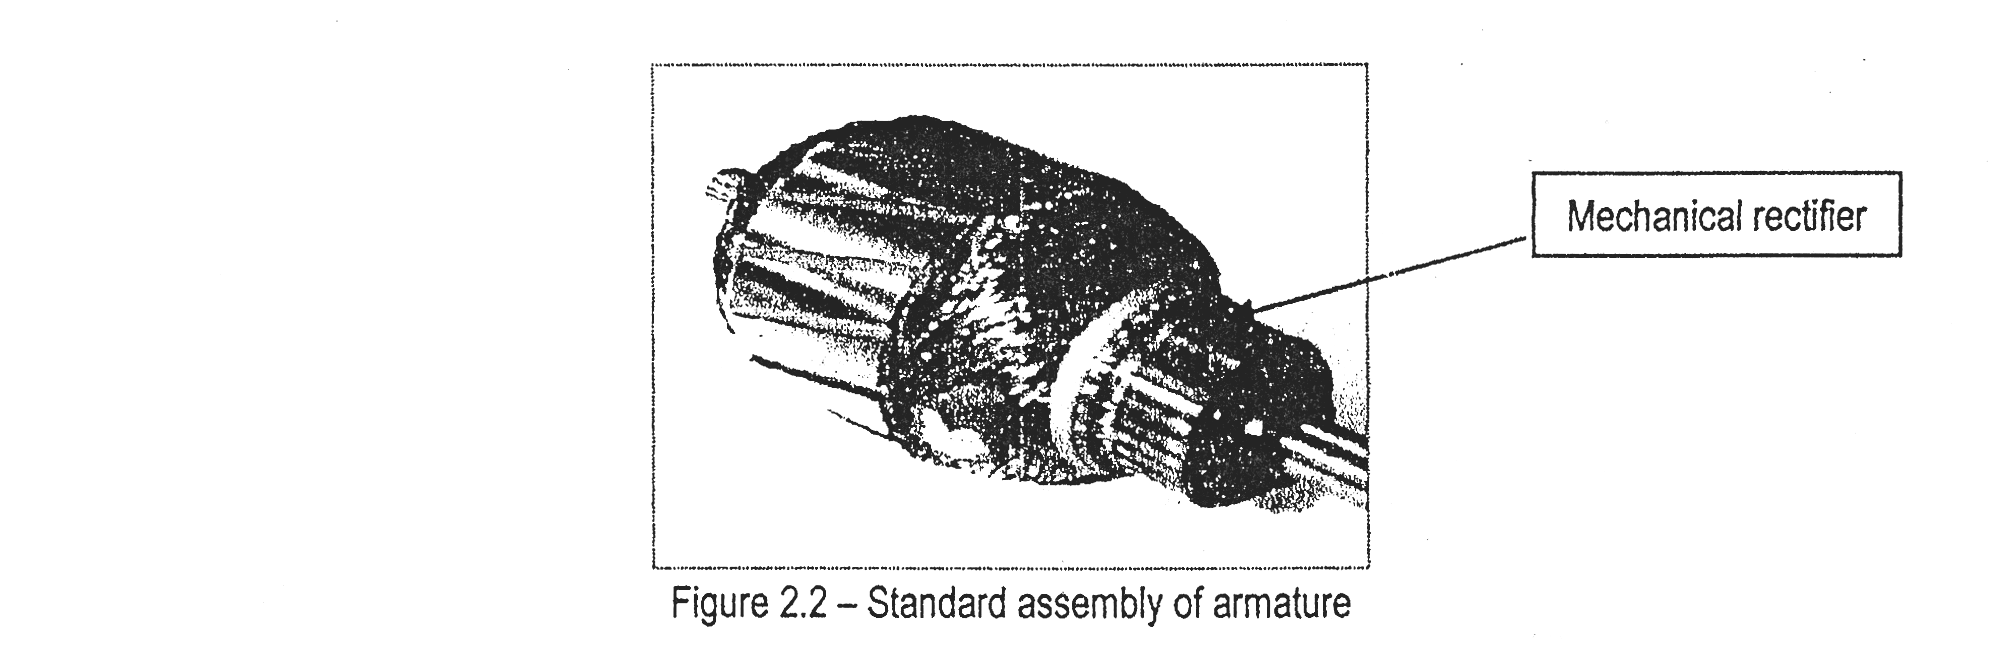 Mechanical rectifier
Figure 2.2 – Standard assembly of armature